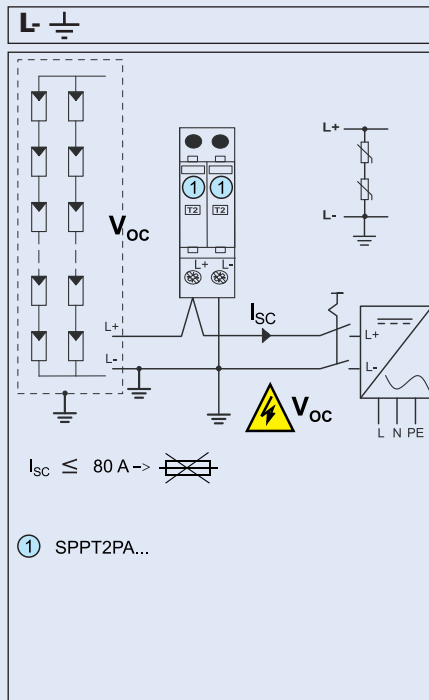 L-
L+
L-
1 1
T2 T2
V_OC
L+ L-
L+
I_SC
L+
L-
L-
V_OC
L N PE
I_SC ≤ 80 A ->
1 SPPT2PA...